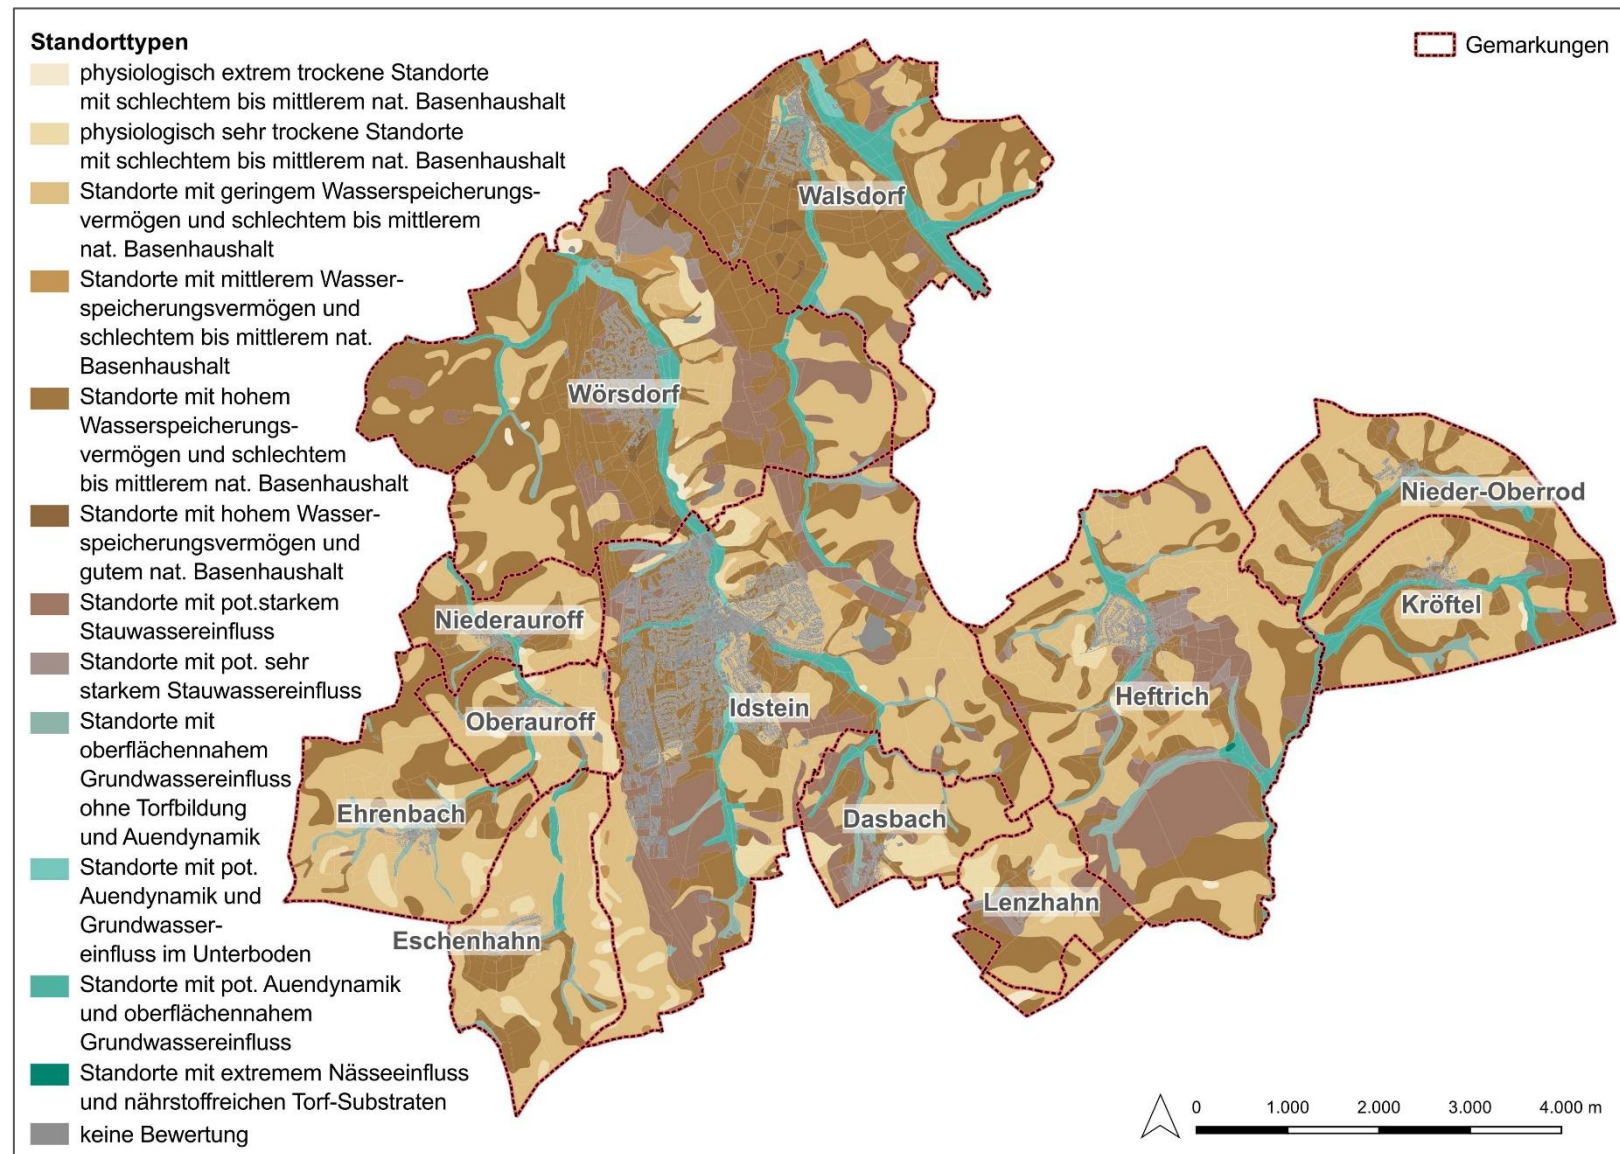 Standorttypen
physiologisch extrem trockene Standorte
mit schlechtem bis mittlerem nat. Basenhaushalt
physiologisch sehr trockene Standorte
mit schlechtem bis mittlerem nat. Basenhaushalt
Standorte mit geringem Wasserspeicherungs-
vermögen und schlechtem bis mittlerem
nat. Basenhaushalt
Standorte mit mittlerem Wasser-
speicherungsvermögen und
schlechtem bis mittlerem nat.
Basenhaushalt
Standorte mit hohem
Wasserspeicherungs-
vermögen und schlechtem
bis mittlerem nat. Basenhaushalt
Standorte mit hohem Wasser-
speicherungsvermögen und
gutem nat. Basenhaushalt
Standorte mit pot.starkem
Stauwassereinfluss
Standorte mit pot. sehr
starkem Stauwassereinfluss
Standorte mit
oberflächennahem
Grundwassereinfluss
ohne Torfbildung
und Auendynamik
Standorte mit pot.
Auendynamik und
Grundwasser-
einfluss im Unterboden
Standorte mit pot. Auendynamik
und oberflächennahem
Grundwassereinfluss
Standorte mit extremem Nässeeinfluss
und nährstoffreichen Torf-Substraten
keine Bewertung
Gemarkungen
Walsdorf
Wörsdorf
Nieder-Oberrod
Kröftel
Niederauroff
Heftrich
Oberauroff
Idstein
Ehrenbach
Dasbach
Lenzhahn
Eschenhahn
0 1.000 2.000 3.000 4.000 m